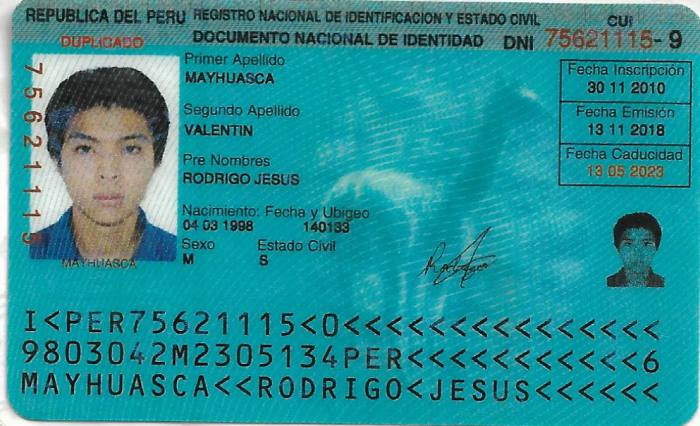 REPUBLICA DEL PERU REGISTRO NACIONAL DE IDENTIFICACION Y ESTADO CIVIL
DUPLICADO DOCUMENTO NACIONAL DE IDENTIDAD DNI
CUI
75621115-9
Primer Apellido
MAYHUASCA
Segundo Apellido
VALENTIN
Pre Nombres
RODRIGO JESUS
Nacimiento: Fecha y Ubigeo
04 03 1998 140133
Sexo Estado Civil
M S
Fecha Inscripción
30 11 2010
Fecha Emisión
13 11 2018
Fecha Caducidad
13 05 2023
75621115
MAYHUASCA
I<PER75621115<0<<<<<<<<<<<<<<<
9803042M2305134PER<<<<<<<<<<<6
MAYHUASCA<<RODRIGO<JESUS<<<<<<